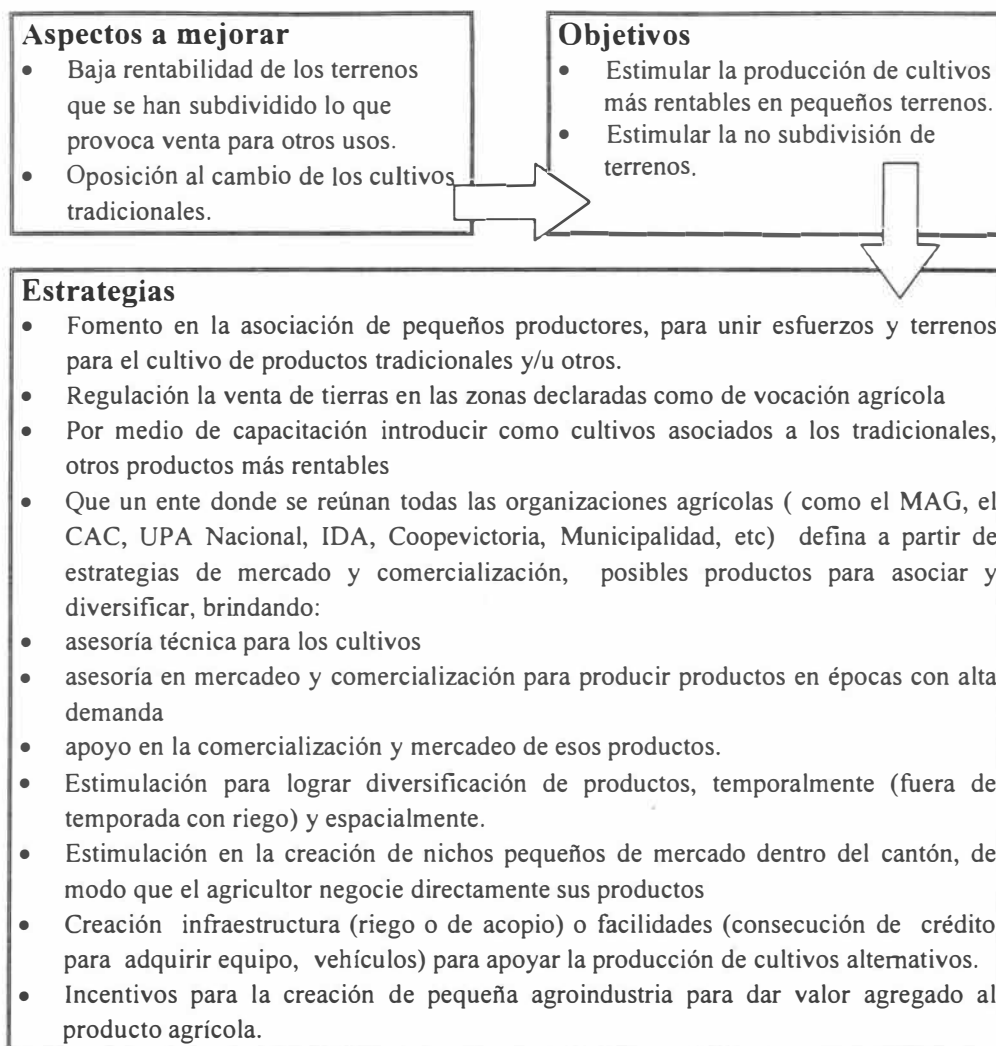 Aspectos a mejorar
• Baja rentabilidad de los terrenos
que se han subdividido lo que
provoca venta para otros usos.
• Oposición al cambio de los cultivos
tradicionales.
Objetivos
• Estimular la producción de cultivos
más rentables en pequeños terrenos.
• Estimular la no subdivisión de
terrenos.
Estrategias
• Fomento en la asociación de pequeños productores, para unir esfuerzos y terrenos
para el cultivo de productos tradicionales y/u otros.
• Regulación la venta de tierras en las zonas declaradas como de vocación agrícola
• Por medio de capacitación introducir como cultivos asociados a los tradicionales,
otros productos más rentables
• Que un ente donde se reúnan todas las organizaciones agrícolas ( como el MAG, el
CAC, UPA Nacional, IDA, Coopevictoria, Municipalidad, etc) defina a partir de
estrategias de mercado y comercialización, posibles productos para asociar y
diversificar, brindando:
• asesoría técnica para los cultivos
• asesoría en mercadeo y comercialización para producir productos en épocas con alta
demanda
• apoyo en la comercialización y mercadeo de esos productos.
• Estimulación para lograr diversificación de productos, temporalmente (fuera de
temporada con riego) y espacialmente.
• Estimulación en la creación de nichos pequeños de mercado dentro del cantón, de
modo que el agricultor negocie directamente sus productos
• Creación infraestructura (riego o de acopio) o facilidades (consecución de crédito
para adquirir equipo, vehículos) para apoyar la producción de cultivos alternativos.
• Incentivos para la creación de pequeña agroindustria para dar valor agregado al
producto agrícola.